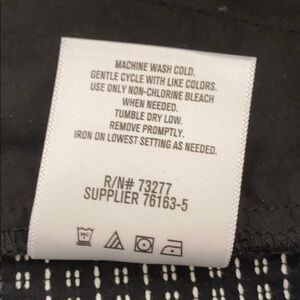 MACHINE WASH COLD.
GENTLE CYCLE WITH LIKE COLORS.
USE ONLY NON-CHLORINE BLEACH
WHEN NEEDED.
TUMBLE DRY LOW.
REMOVE PROMPTLY.
IRON ON LOWEST SETTING AS NEEDED.
R/N# 73277
SUPPLIER 76163-5